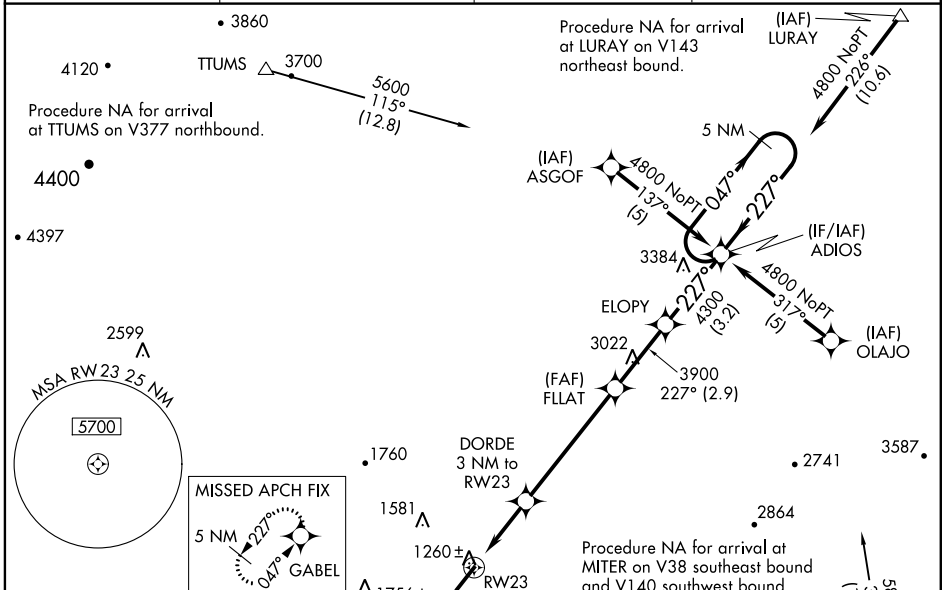 3860
4120
TTUMS
3700
5600
115°
(12.8)
Procedure NA for arrival
at TTUMS on V377 northbound.
4400
4397
Procedure NA for arrival
at LURAY on V143
northeast bound.
(IAF)
LURAY
4800 NoPT
226°
(10.6)
5 NM
(IAF)
ASGOF
4800 NoPT
137°
(5)
047°
227°
(IF/IAF)
ADIOS
3384
227°
4300
(3.2)
4800 NoPT
317°
(5)
(IAF)
OLAJO
ELOPY
3022
3900
227° (2.9)
(FAF)
FLLAT
2599
MSA RW 23 25 NM
5700
DORDE
3 NM to
RW23
1760
1581
1260±
RW23
3587
2741
2864
MISSED APCH FIX
5 NM
227°
047°
GABEL
Procedure NA for arrival at
MITER on V38 southeast bound
and V140 southwest bound